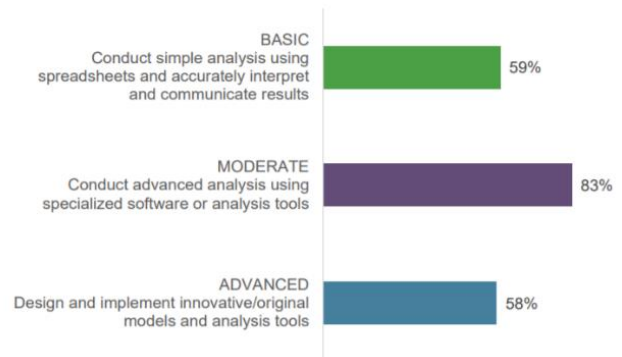 BASIC
Conduct simple analysis using
spreadsheets and accurately interpret
and communicate results
59%
MODERATE
Conduct advanced analysis using
specialized software or analysis tools
83%
ADVANCED
Design and implement innovative/original
models and analysis tools
58%